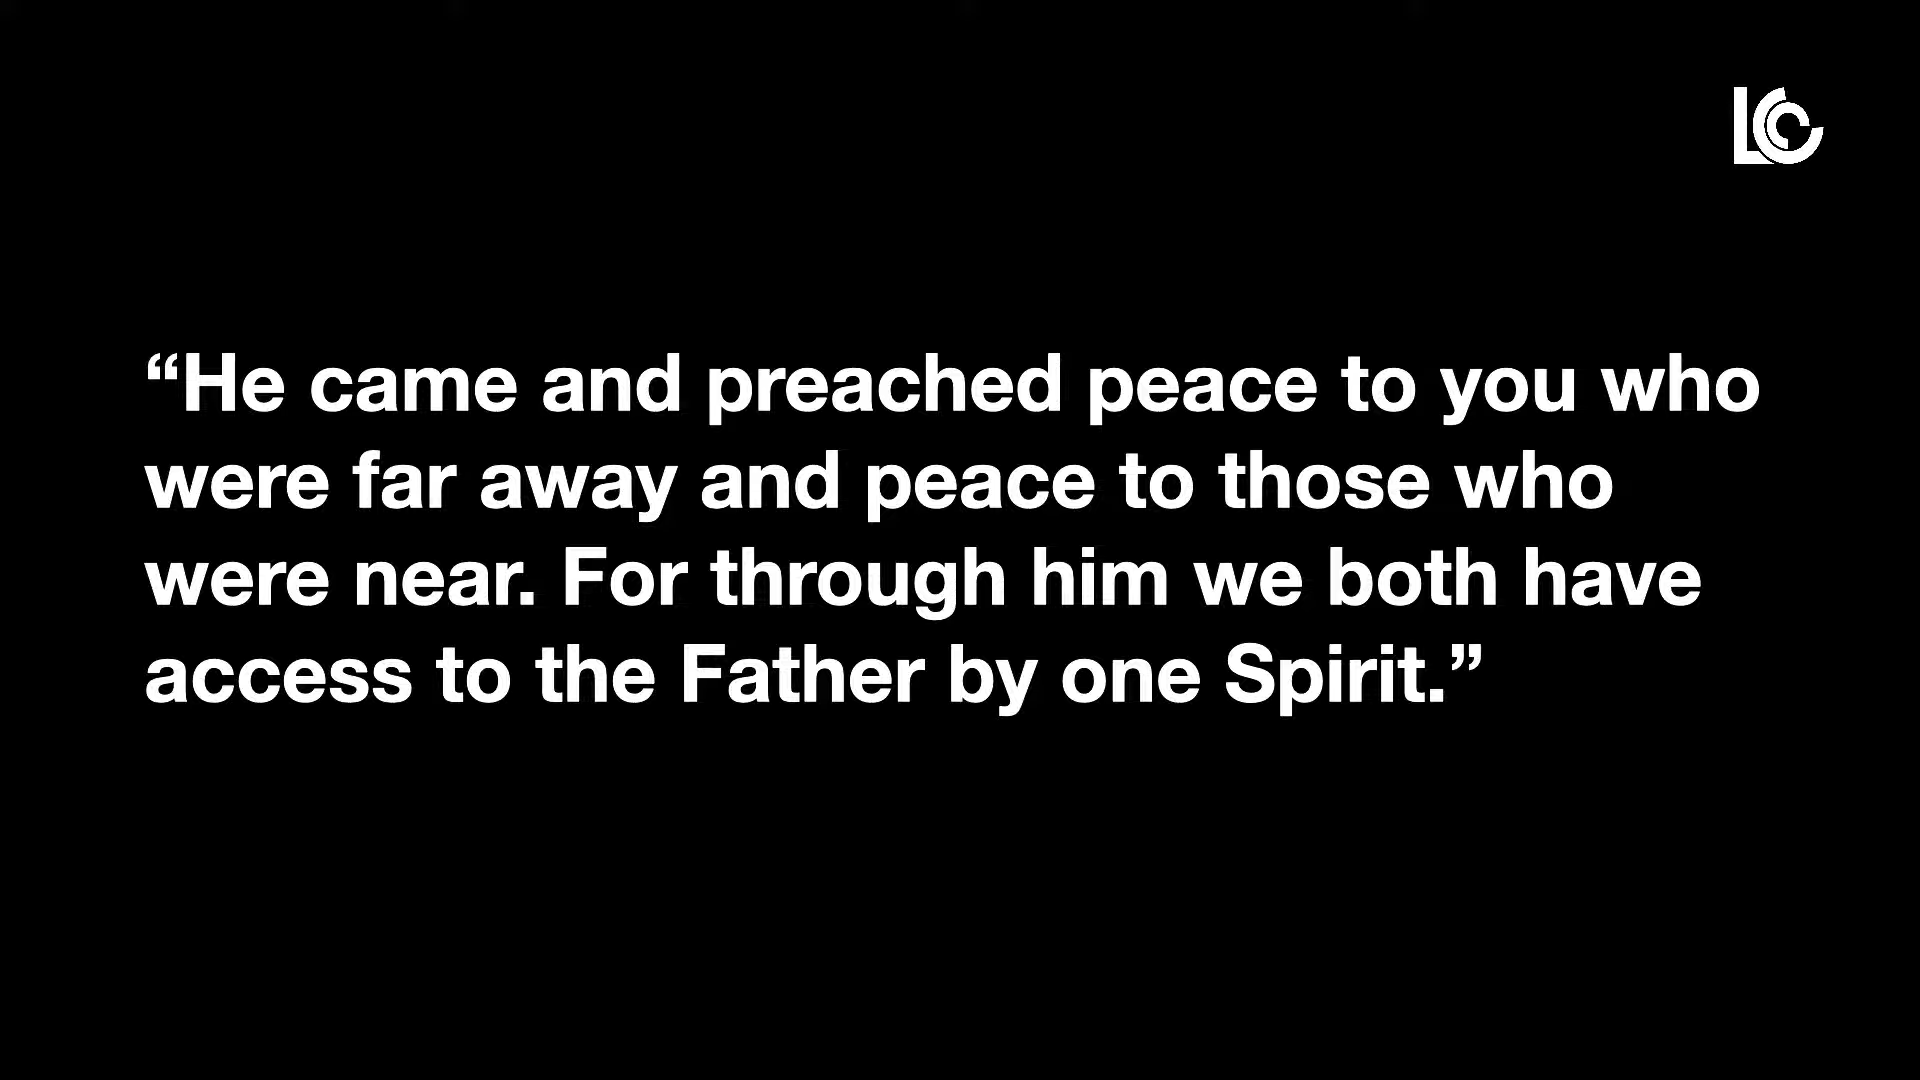 LCC
“He came and preached peace to you who
were far away and peace to those who
were near. For through him we both have
access to the Father by one Spirit.”